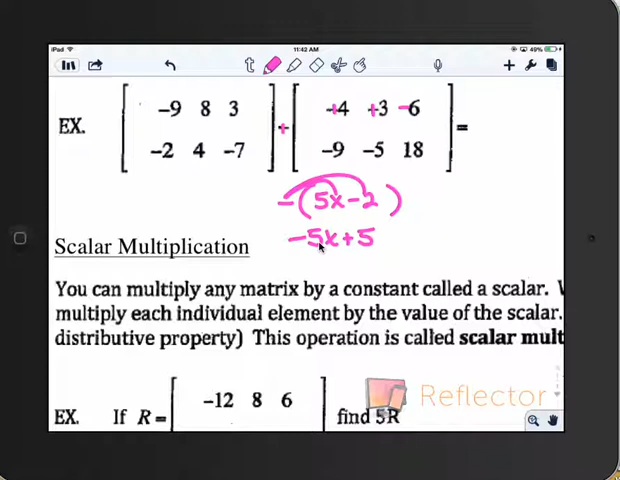 iPad 11:42 AM 49%
t
-9 8 3 +4 +3 -6
EX. + =
-2 4 -7 -9 -5 18
-(5x-2)
-5x+5
Scalar Multiplication
You can multiply any matrix by a constant called a scalar.
multiply each individual element by the value of the scalar.
distributive property) This operation is called scalar mult
Reflector
-12 8 6
EX. If R= find 5R